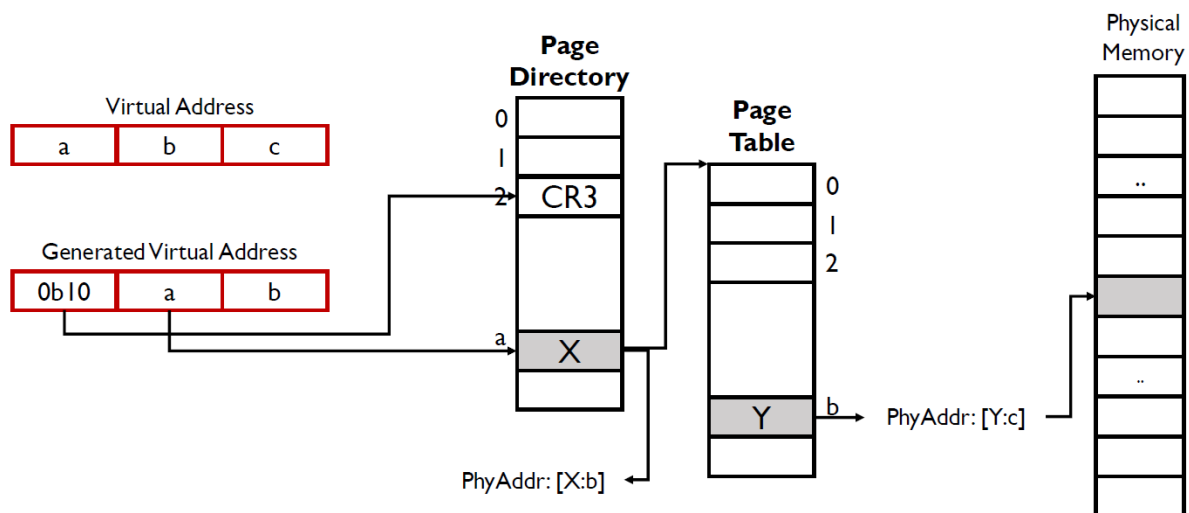 Physical
Memory
Page
Directory
Virtual Address
a b c
0
1
2
CR3
Page
Table
0
1
2
..
Generated Virtual Address
0b10 a b
a
X
..
Y
b
PhyAddr: [Y:c]
PhyAddr: [X:b]